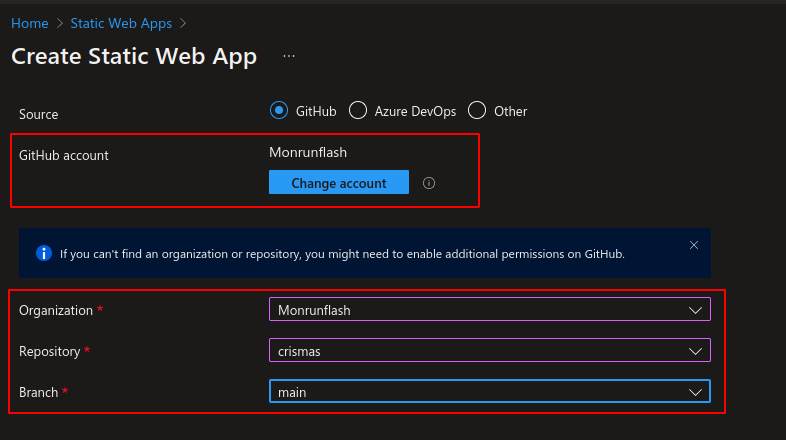 Home > Static Web Apps >
Create Static Web App ...
Source GitHub Azure DevOps Other
GitHub account Monrunflash
Change account
If you can't find an organization or repository, you might need to enable additional permissions on GitHub.
Organization * Monrunflash
Repository * crismas
Branch * main